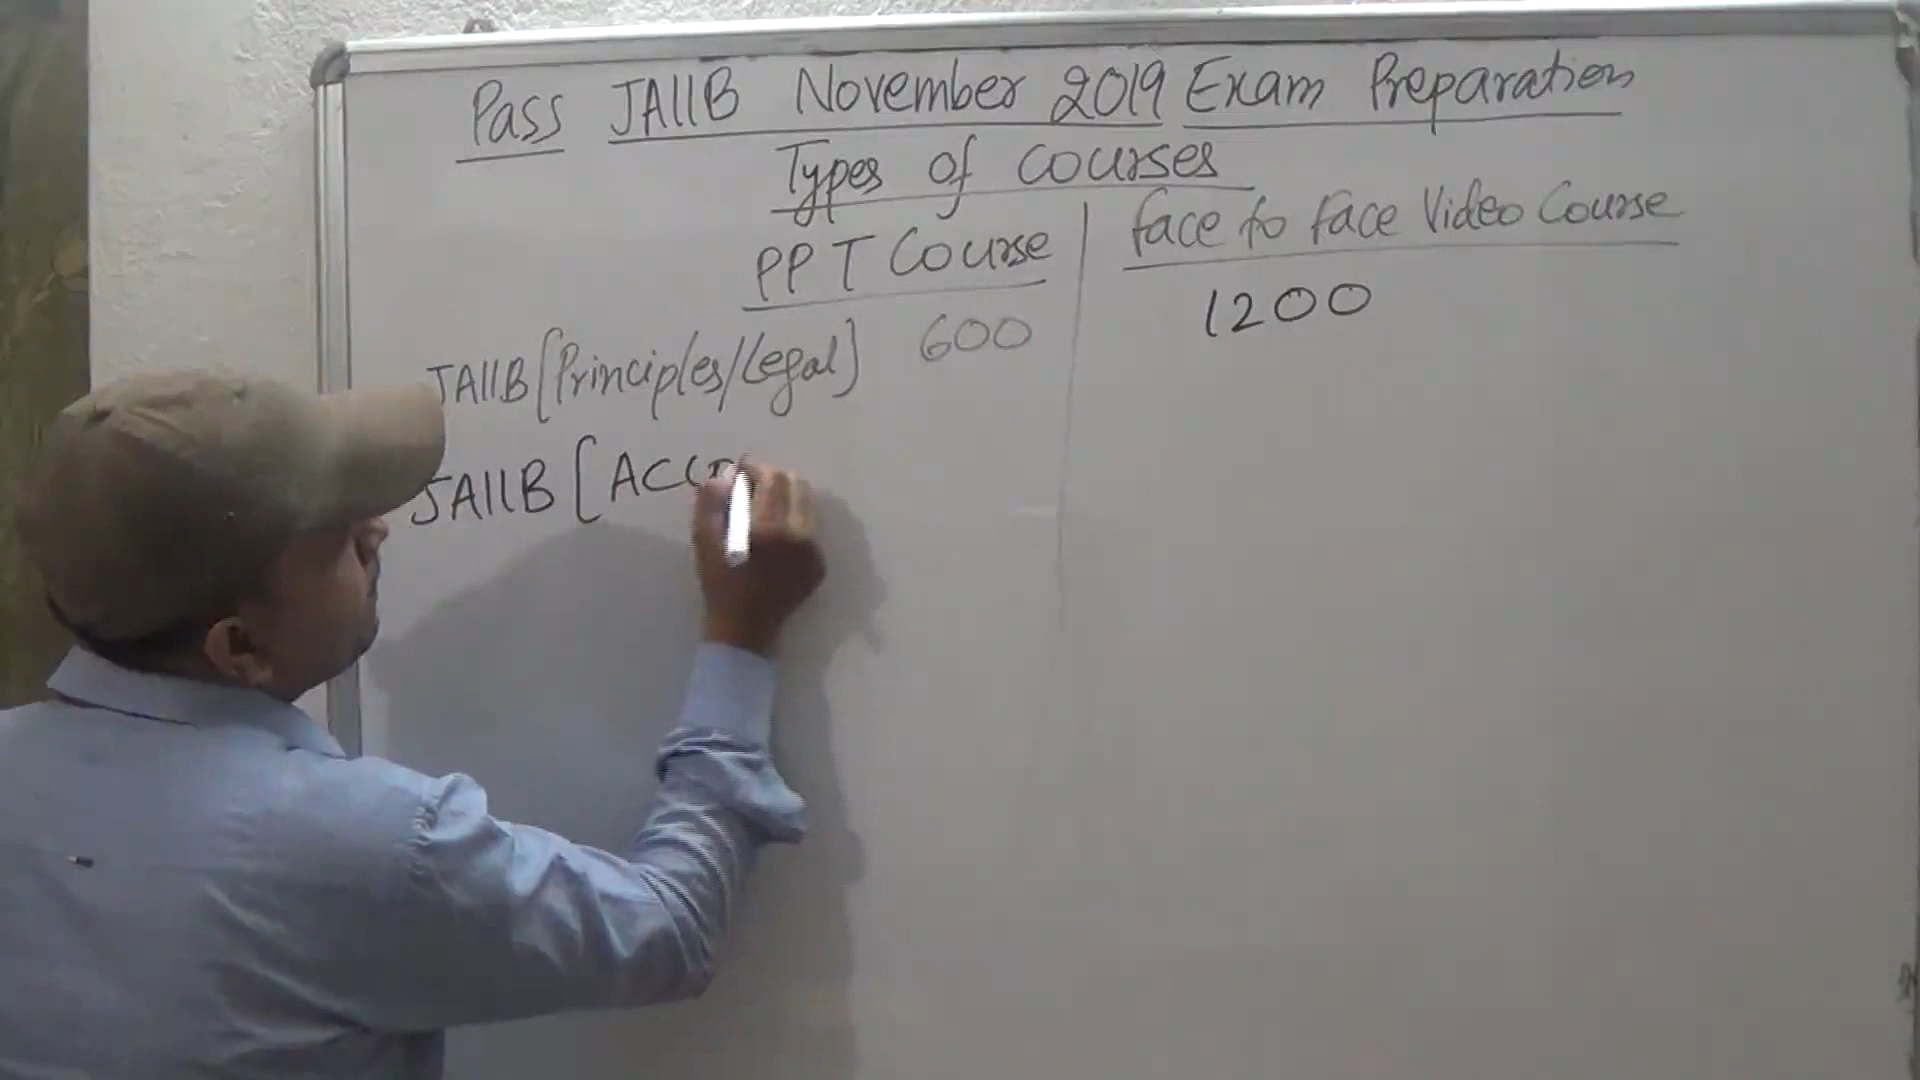 Pass JAIIB November 2019 Exam Preparation
Types of courses
PPT Course face to face Video Course
JAIIB [Principles/Legal] 600 1200
JAIIB [